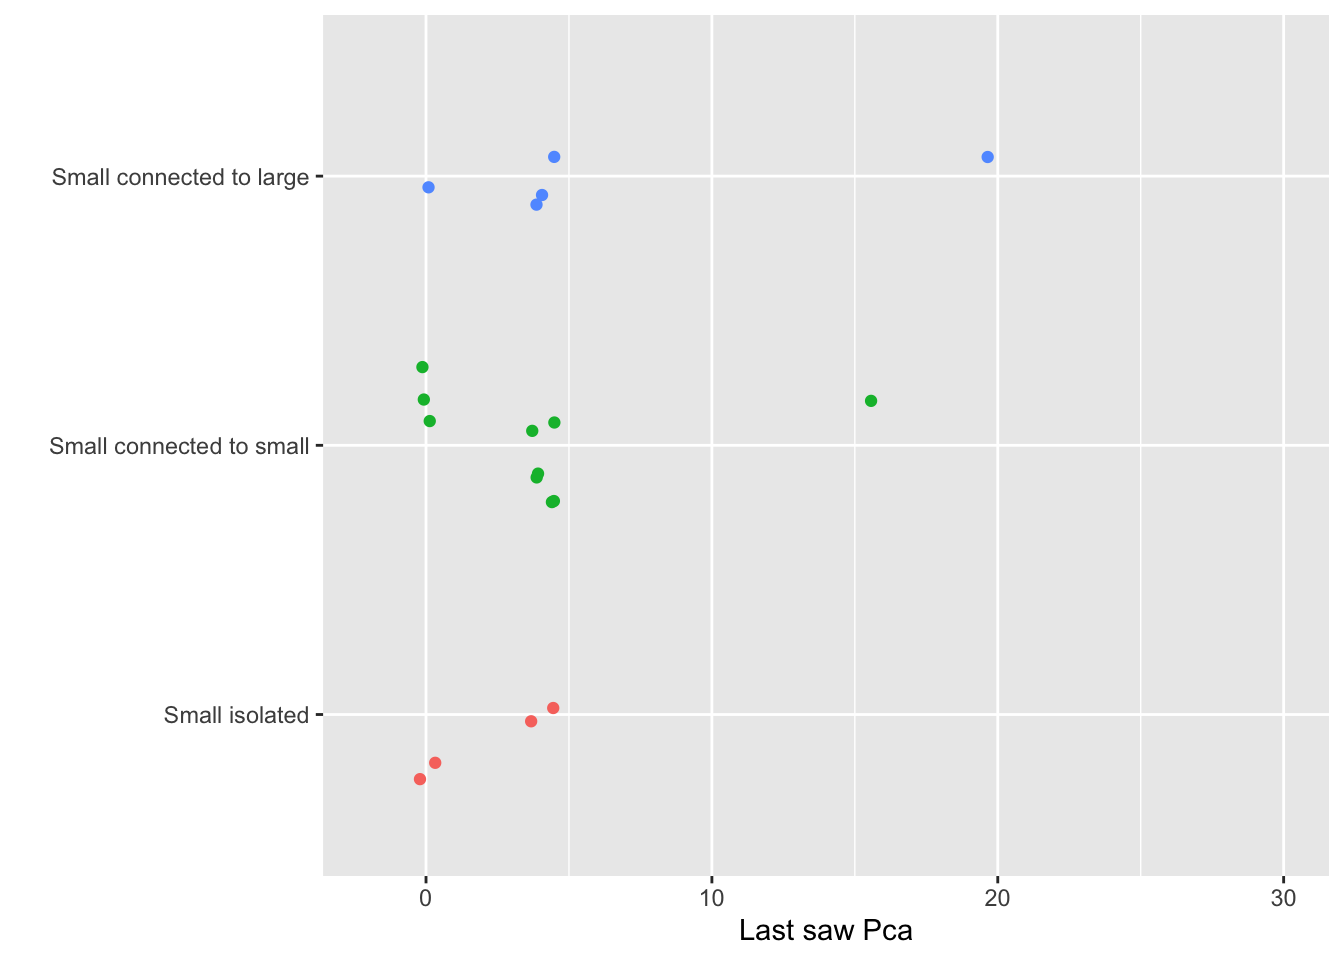 Small connected to large
Small connected to small
Small isolated
0 10 20 30
Last saw Pca